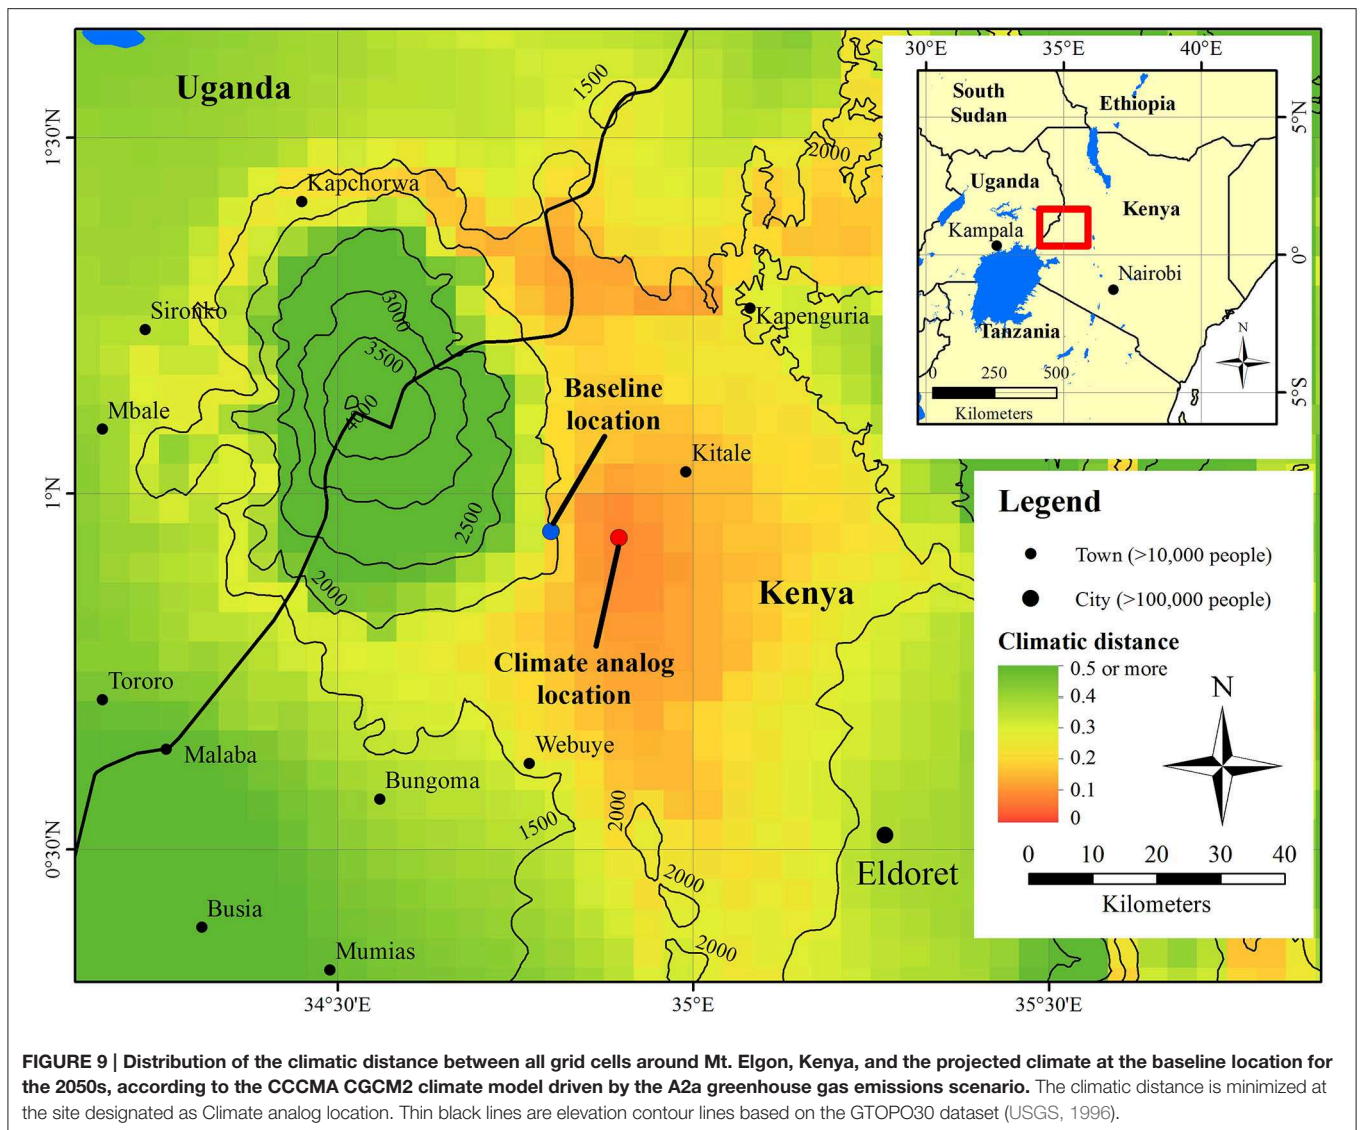 Uganda
1500
2000
Kapchorwa
Sironko
3000
3500
4000
Mbale
Baseline
location
Kapenguria
Kitale
2500
2000
Kenya
Climate analog
location
Tororo
Malaba
Webuye
Bungoma
1500
2000
2000
2000
Eldoret
Busia
Mumias
1°30'N
1°N
0°30'N
34°30'E
35°E
35°30'E
30°E
35°E
40°E
South
Sudan
Ethiopia
Uganda
Kenya
Kampala
Nairobi
Tanzania
0
250
500
Kilometers
N
5°N
0°
5°S
Legend
Town (>10,000 people)
City (>100,000 people)
Climatic distance
0.5 or more
0.4
0.3
0.2
0.1
0
N
0 10 20 30 40
Kilometers
FIGURE 9 | Distribution of the climatic distance between all grid cells around Mt. Elgon, Kenya, and the projected climate at the baseline location for
the 2050s, according to the CCCMA CGCM2 climate model driven by the A2a greenhouse gas emissions scenario. The climatic distance is minimized at
the site designated as Climate analog location. Thin black lines are elevation contour lines based on the GTOPO30 dataset (USGS, 1996).